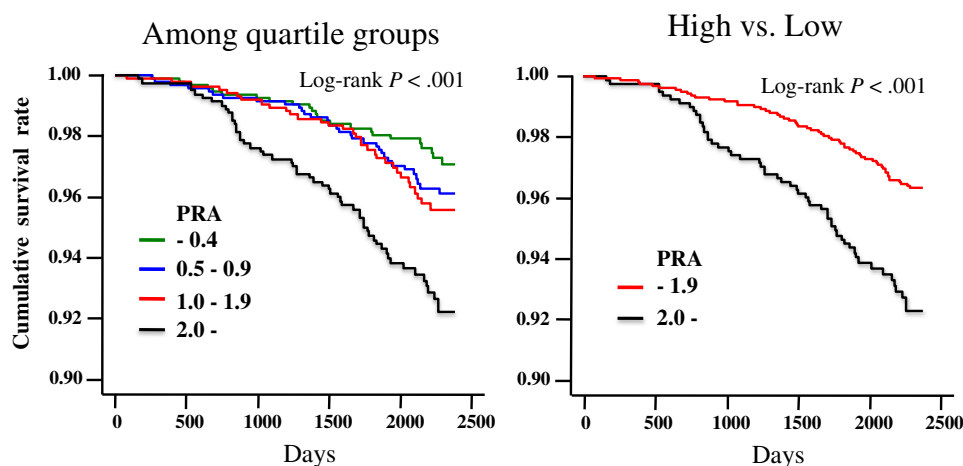 Among quartile groups
High vs. Low
Cumulative survival rate
1.00
0.98
0.96
0.94
0.92
0.90
Log-rank P < .001
PRA
- 0.4
0.5 - 0.9
1.0 - 1.9
2.0 -
0 500 1000 1500 2000 2500
Days
1.00
0.98
0.96
0.94
0.92
0.90
Log-rank P < .001
PRA
- 1.9
2.0 -
0 500 1000 1500 2000 2500
Days